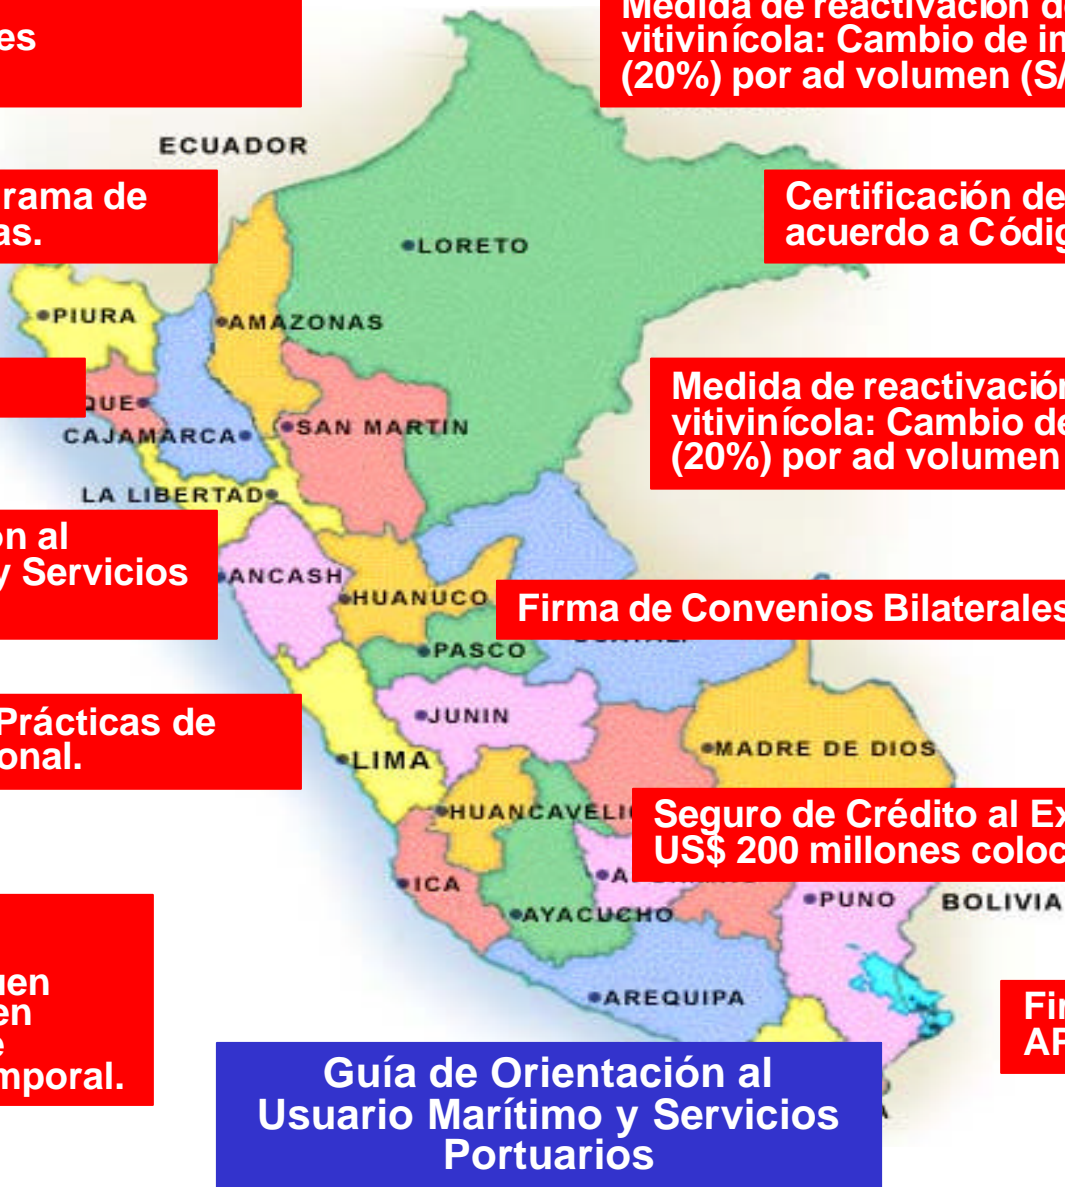 es
Medida de reactivación de
vitivinícola: Cambio de im
(20%) por ad volumen (S/
ECUADOR
rama de
as.
Certificación de
acuerdo a Códig
LORETO
PIURA
AMAZONAS
QUE
Medida de reactivación
vitivinícola: Cambio de
(20%) por ad volumen
CAJAMARCA
SAN MARTIN
LA LIBERTAD
ón al
y Servicios
ANCASH
HUANUCO
Firma de Convenios Bilaterales
PASCO
Prácticas de
onal.
JUNIN
LIMA
MADRE DE DIOS
HUANCAVELI
Seguro de Crédito al Ex
US$ 200 millones coloc
ICA
AYACUCHO
PUNO
BOLIVIA
uen
en
e
mporal.
AREQUIPA
Fir
Guía de Orientación al
Usuario Marítimo y Servicios
Portuarios
A